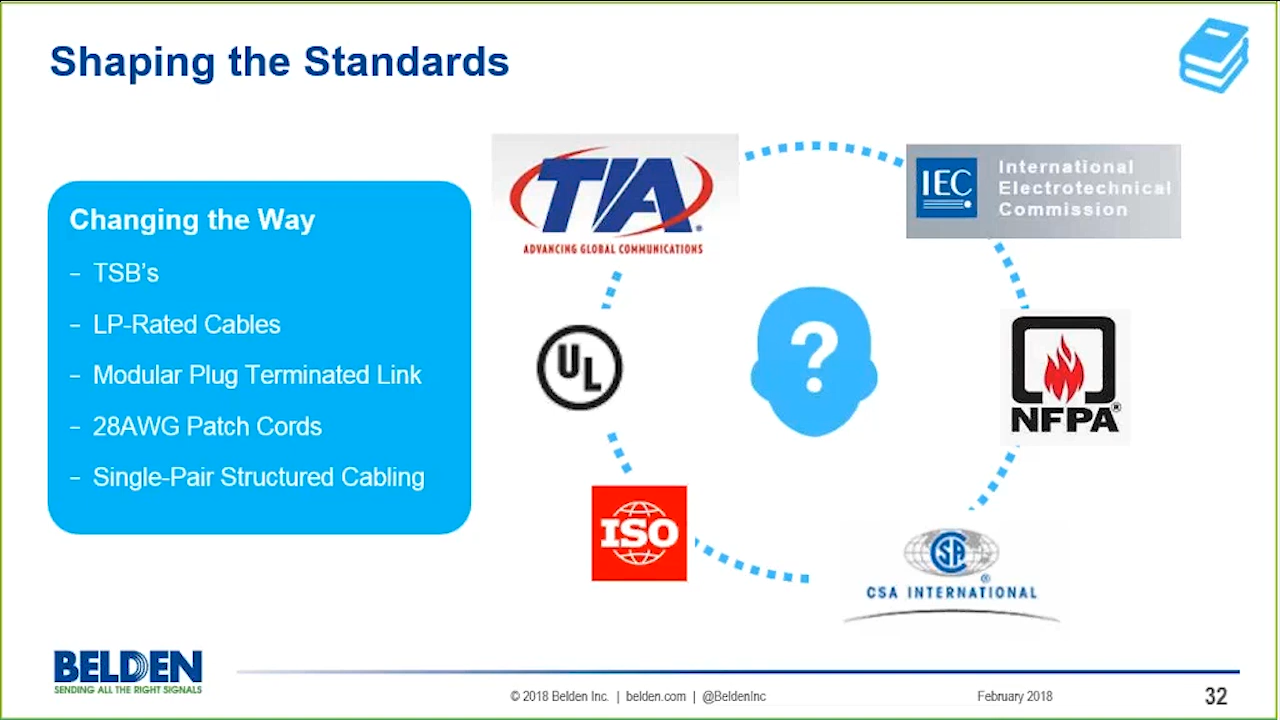 Shaping the Standards
Changing the Way
- TSB's
- LP-Rated Cables
- Modular Plug Terminated Link
- 28AWG Patch Cords
- Single-Pair Structured Cabling
TIA®
ADVANCING GLOBAL COMMUNICATIONS
IEC
International
Electrotechnical
Commission
UL
?
NFPA®
ISO
CSA®
CSA INTERNATIONAL
BELDEN
SENDING ALL THE RIGHT SIGNALS
© 2018 Belden Inc. | belden.com | @BeldenInc
February 2018
32